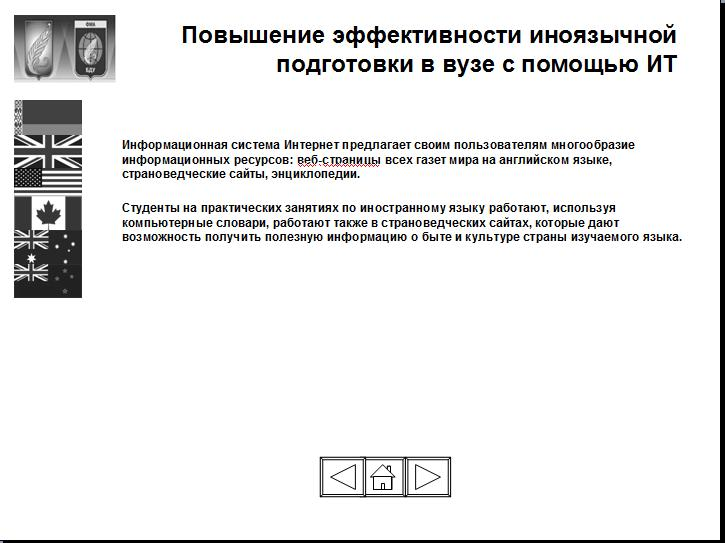 ФМА
БДУ
Повышение эффективности иноязычной
подготовки в вузе с помощью ИТ
Информационная система Интернет предлагает своим пользователям многообразие
информационных ресурсов: веб-страницы всех газет мира на английском языке,
страноведческие сайты, энциклопедии.
Студенты на практических занятиях по иностранному языку работают, используя
компьютерные словари, работают также в страноведческих сайтах, которые дают
возможность получить полезную информацию о быте и культуре страны изучаемого языка.